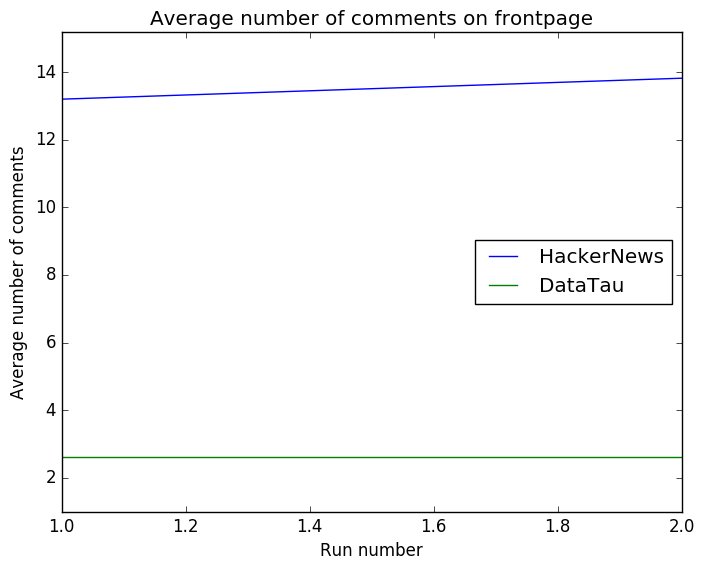 Average number of comments on frontpage
Average number of comments
14
12
10
8
6
4
2
HackerNews
DataTau
1.0 1.2 1.4 1.6 1.8 2.0
Run number